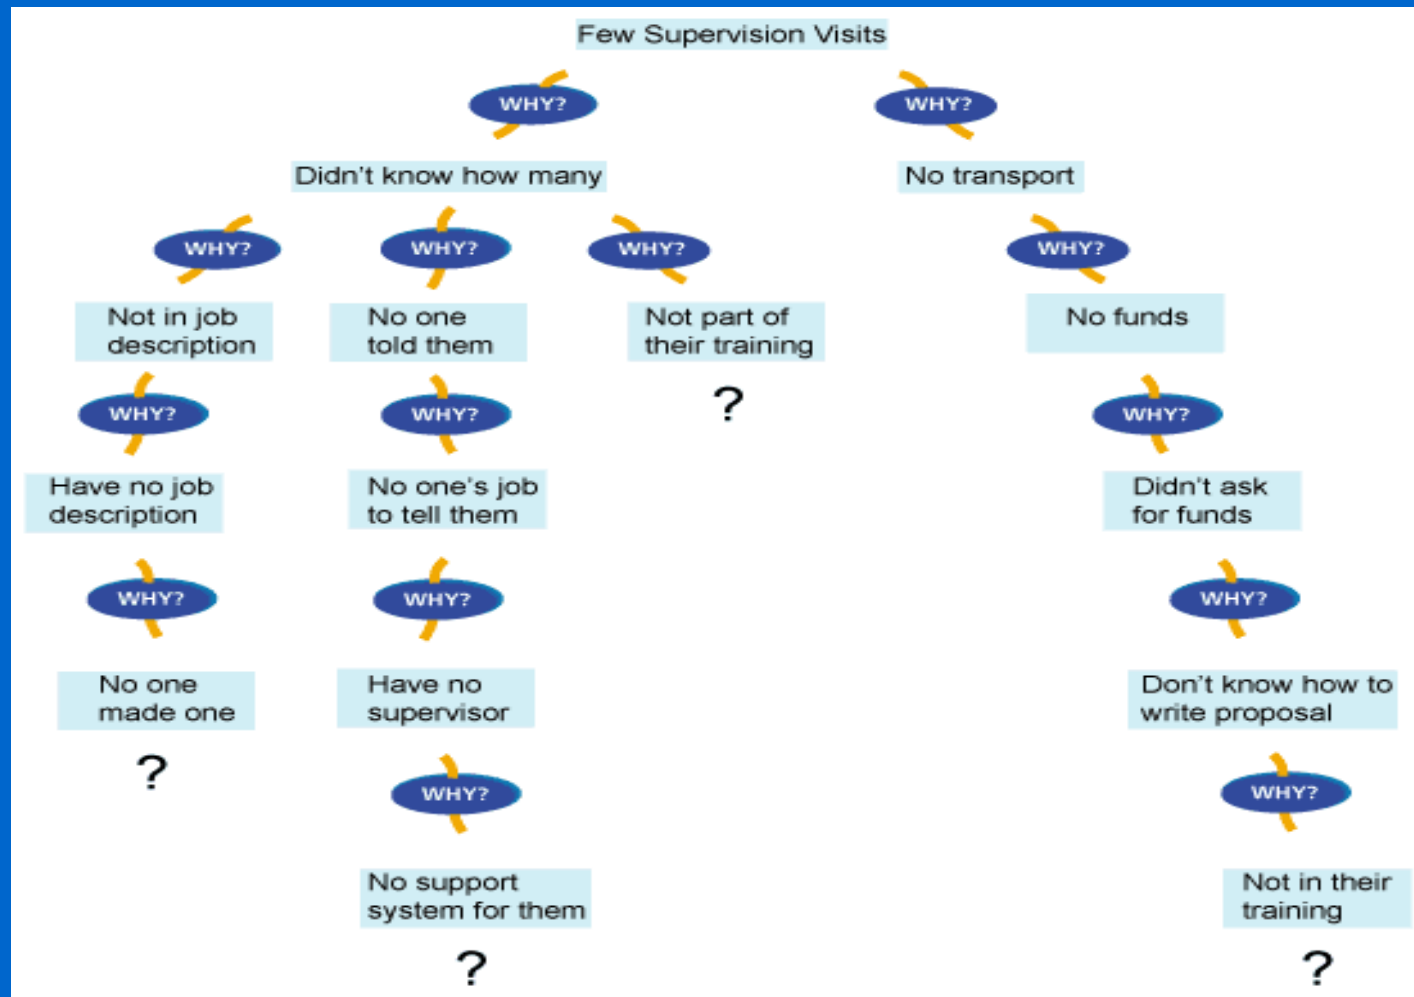 Few Supervision Visits
WHY?
WHY?
Didn't know how many
No transport
WHY?
WHY?
WHY?
WHY?
Not in job
description
No one
told them
Not part of
their training
No funds
WHY?
WHY?
?
WHY?
Have no job
description
No one's job
to tell them
Didn't ask
for funds
WHY?
WHY?
WHY?
No one
made one
Have no
supervisor
Don't know how to
write proposal
?
WHY?
WHY?
No support
system for them
Not in their
training
?
?